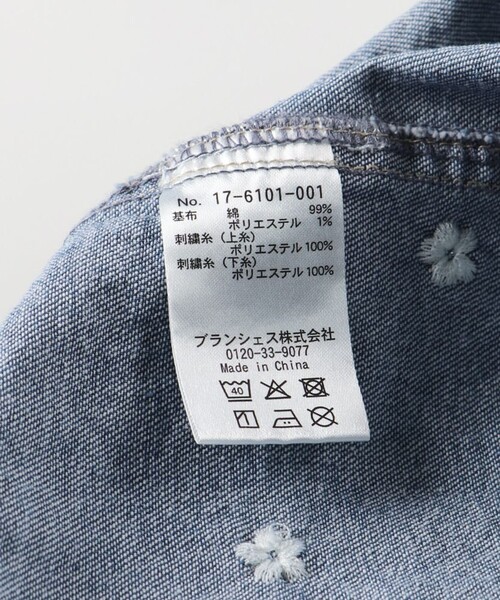 No. 17-6101-001
基布 綿 99%
ポリエステル 1%
刺繍糸（上糸）
ポリエステル 100%
刺繍糸（下糸）
ポリエステル 100%
ブランシェス株式会社
0120-33-9077
Made in China
40